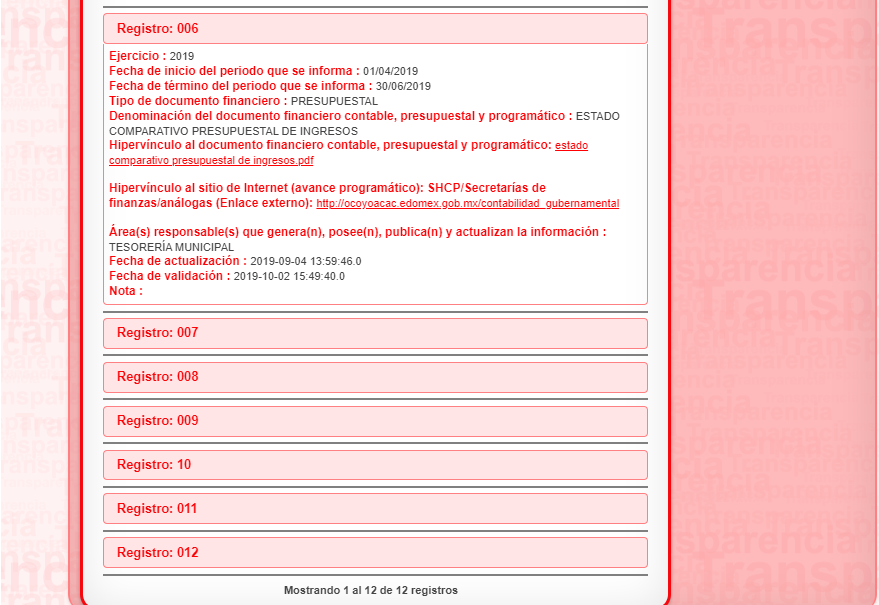 Registro: 006
Ejercicio : 2019
Fecha de inicio del periodo que se informa : 01/04/2019
Fecha de término del periodo que se informa : 30/06/2019
Tipo de documento financiero : PRESUPUESTAL
Denominación del documento financiero contable, presupuestal y programático : ESTADO
COMPARATIVO PRESUPUESTAL DE INGRESOS
Hipervínculo al documento financiero contable, presupuestal y programático: estado
comparativo presupuestal de ingresos.pdf
Hipervínculo al sitio de Internet (avance programático): SHCP/Secretarías de
finanzas/análogas (Enlace externo): http://ocoyoacac.edomex.gob.mx/contabilidad_gubernamental
Área(s) responsable(s) que genera(n), posee(n), publica(n) y actualizan la información :
TESORERÍA MUNICIPAL
Fecha de actualización : 2019-09-04 13:59:46.0
Fecha de validación : 2019-10-02 15:49:40.0
Nota :
Registro: 007
Registro: 008
Registro: 009
Registro: 10
Registro: 011
Registro: 012
Mostrando 1 al 12 de 12 registros